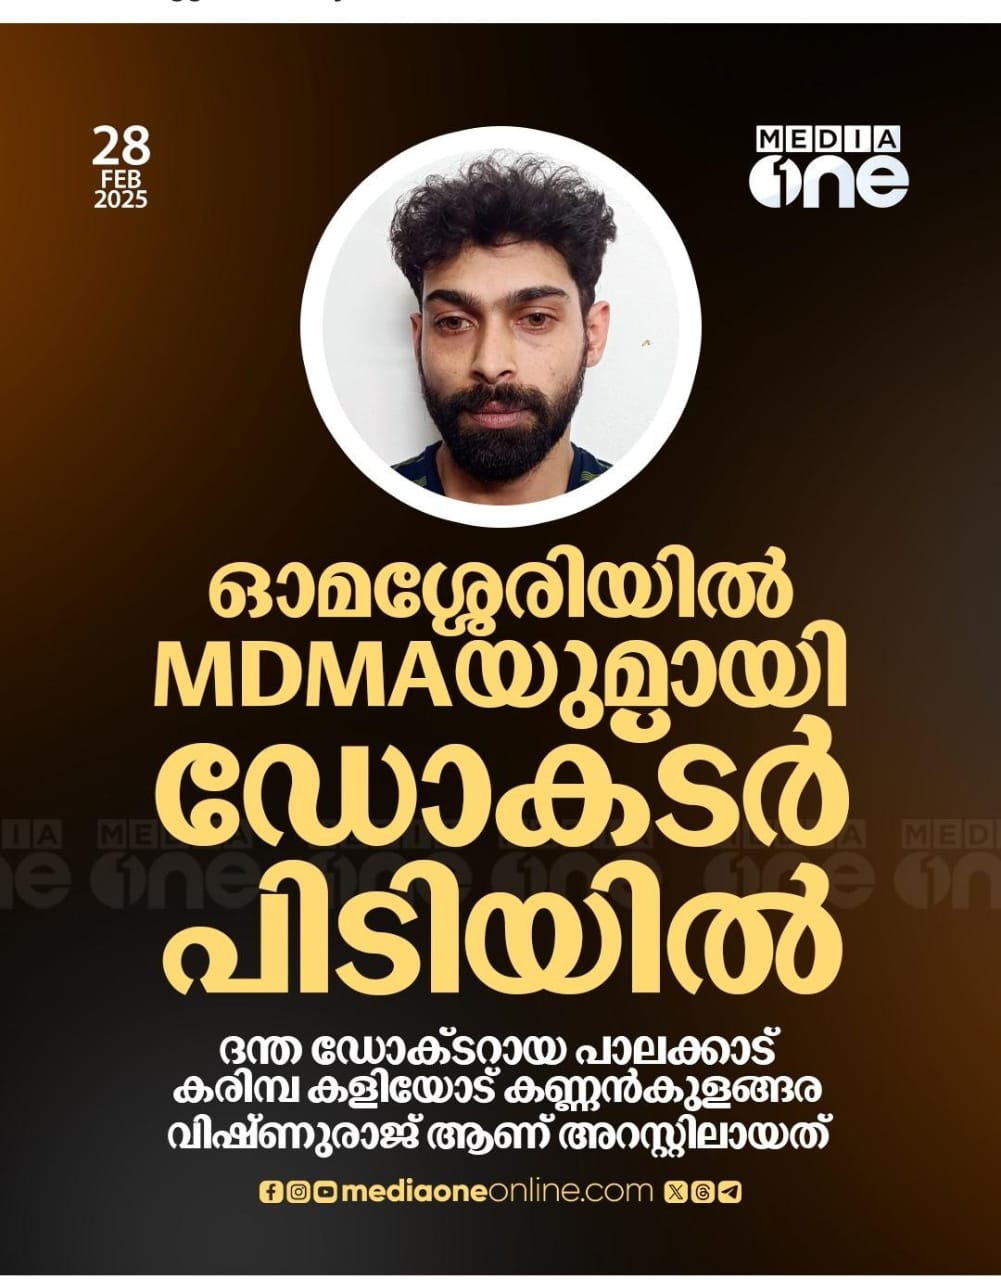 28
FEB
2025
MEDIA
one
ഓമശ്ശേരിയിൽ
MDMAയുമായി
ഡോക്ടർ
പിടിയിൽ
ദന്ത ഡോക്ടറായ പാലക്കാട്
കരിമ്പ കളിയോട് കണ്ണൻകുളങ്ങര
വിഷ്ണുരാജ് ആണ് അറസ്റ്റിലായത്
mediaoneonline.com